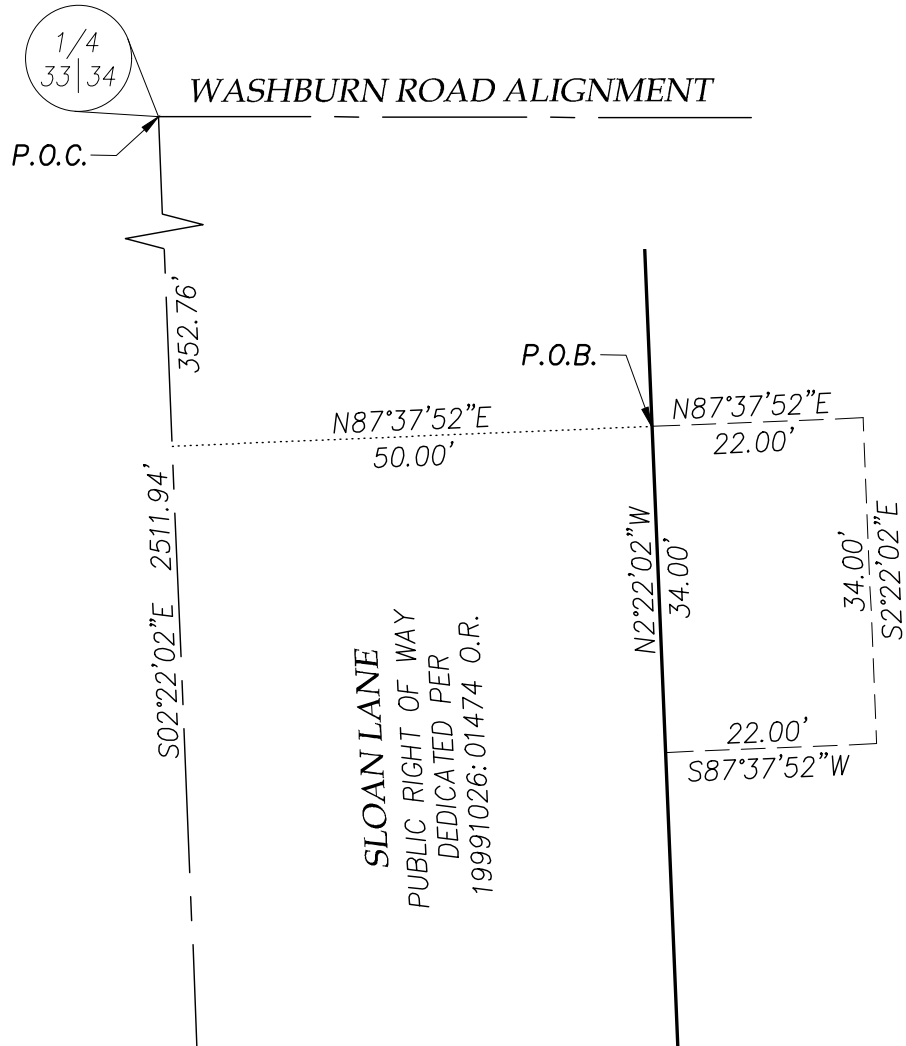 1/4
33|34
WASHBURN ROAD ALIGNMENT
P.O.C.
352.76'
P.O.B.
N87°37'52"E
50.00'
N87°37'52"E
22.00'
S02°22'02"E 2511.94'
N2°22'02"W
34.00'
34.00'
S2°22'02"E
22.00'
S87°37'52"W
SLOAN LANE
PUBLIC RIGHT OF WAY
DEDICATED PER
19991026:01474 O.R.